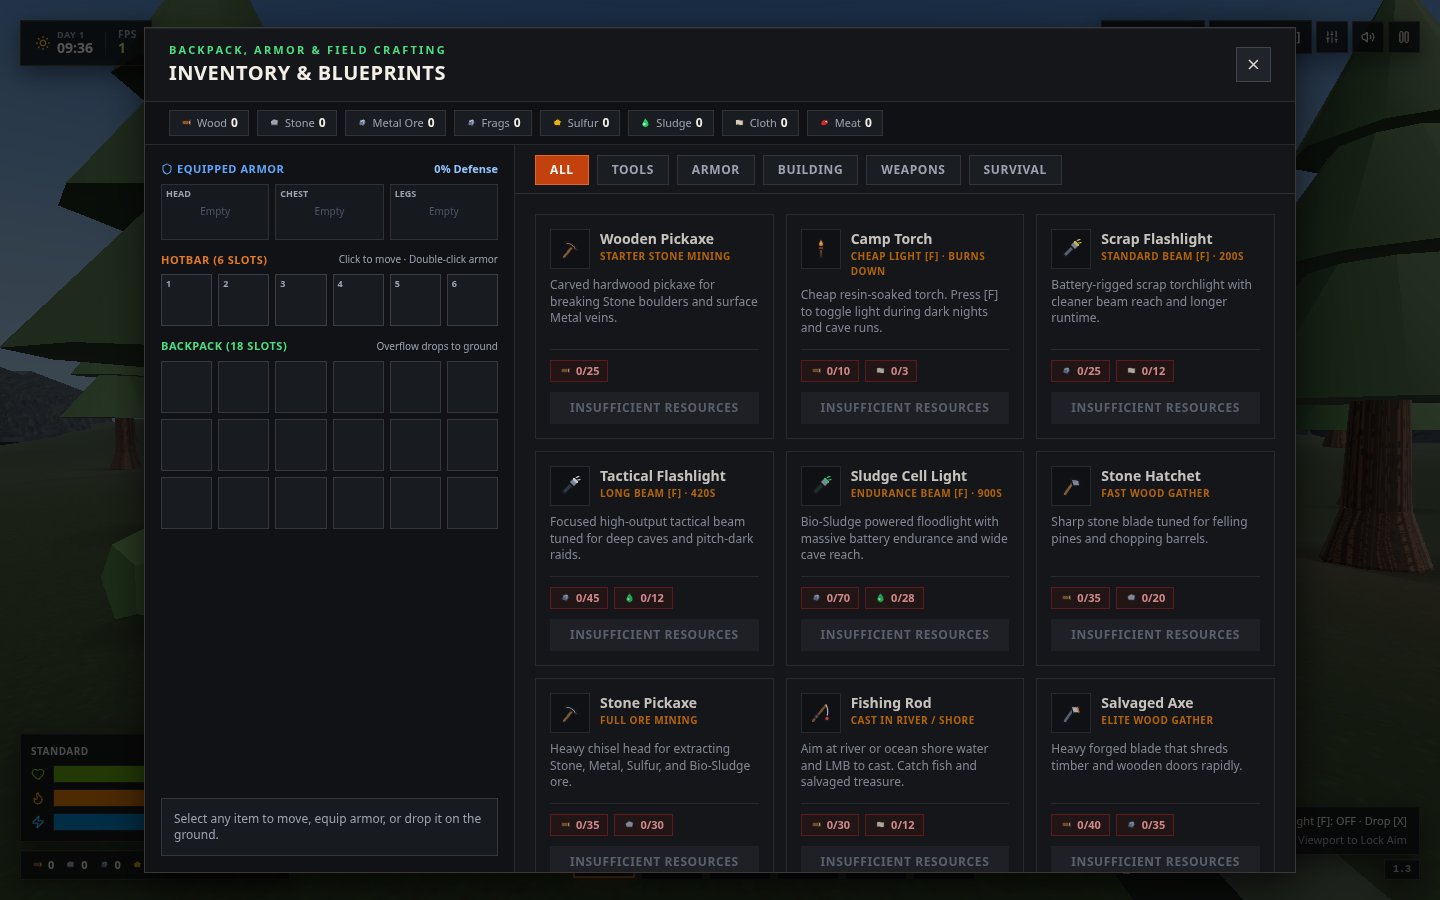 DAY 1
09:36
FPS
1
BACKPACK, ARMOR & FIELD CRAFTING
INVENTORY & BLUEPRINTS
Wood 0
Stone 0
Metal Ore 0
Frags 0
Sulfur 0
Sludge 0
Cloth 0
Meat 0
EQUIPPED ARMOR
0% Defense
HEAD
Empty
CHEST
Empty
LEGS
Empty
HOTBAR (6 SLOTS)
Click to move · Double-click armor
1
2
3
4
5
6
BACKPACK (18 SLOTS)
Overflow drops to ground
Select any item to move, equip armor, or drop it on the
ground.
ALL
TOOLS
ARMOR
BUILDING
WEAPONS
SURVIVAL
Wooden Pickaxe
STARTER STONE MINING
Carved hardwood pickaxe for
breaking Stone boulders and surface
Metal veins.
0/25
INSUFFICIENT RESOURCES
Camp Torch
CHEAP LIGHT [F] · BURNS
DOWN
Cheap resin-soaked torch. Press [F]
to toggle light during dark nights
and cave runs.
0/10
0/3
INSUFFICIENT RESOURCES
Scrap Flashlight
STANDARD BEAM [F] · 200S
Battery-rigged scrap torchlight with
cleaner beam reach and longer
runtime.
0/25
0/12
INSUFFICIENT RESOURCES
Tactical Flashlight
LONG BEAM [F] · 420S
Focused high-output tactical beam
tuned for deep caves and pitch-dark
raids.
0/45
0/12
INSUFFICIENT RESOURCES
Sludge Cell Light
ENDURANCE BEAM [F] · 900S
Bio-Sludge powered floodlight with
massive battery endurance and wide
cave reach.
0/70
0/28
INSUFFICIENT RESOURCES
Stone Hatchet
FAST WOOD GATHER
Sharp stone blade tuned for felling
pines and chopping barrels.
0/35
0/20
INSUFFICIENT RESOURCES
Stone Pickaxe
FULL ORE MINING
Heavy chisel head for extracting
Stone, Metal, Sulfur, and Bio-Sludge
ore.
0/35
0/30
INSUFFICIENT RESOURCES
Fishing Rod
CAST IN RIVER / SHORE
Aim at river or ocean shore water
and LMB to cast. Catch fish and
salvaged treasure.
0/30
0/12
INSUFFICIENT RESOURCES
Salvaged Axe
ELITE WOOD GATHER
Heavy forged blade that shreds
timber and wooden doors rapidly.
0/40
0/35
INSUFFICIENT RESOURCES
STANDARD
0
0
0
ght [F]: OFF · Drop [X]
Viewport to Lock Aim
1.3